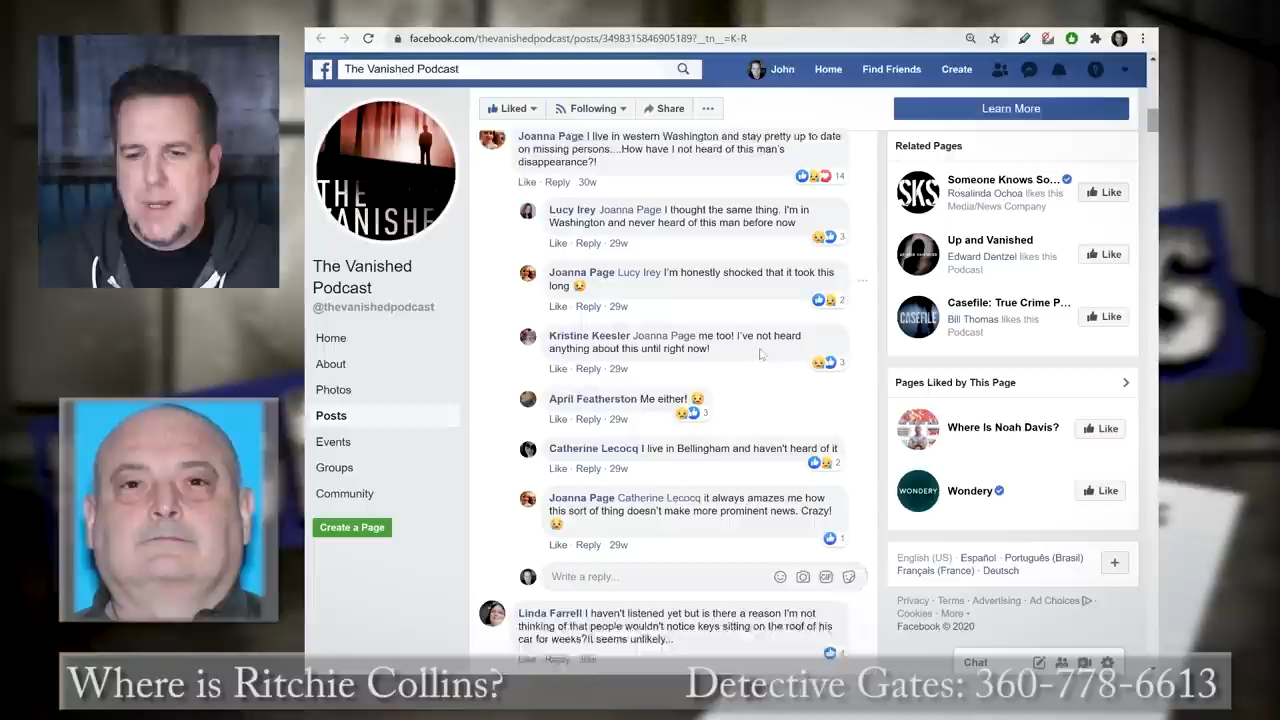 facebook.com/thevanishedpodcast/posts/3498315846905189?__tn__=K-R
The Vanished Podcast
John
Home
Find Friends
Create
THE
VANISHE
The Vanished
Podcast
@thevanishedpodcast
Home
About
Photos
Posts
Events
Groups
Community
Create a Page
Liked
Following
Share
Joanna Page I live in western Washington and stay pretty up to date
on missing persons....How have I not heard of this man's
disappearance?!
14
Like · Reply · 30w
Lucy Irey Joanna Page I thought the same thing. I'm in
Washington and never heard of this man before now
3
Like · Reply · 29w
Joanna Page Lucy Irey I'm honestly shocked that it took this
long 😢
2
Like · Reply · 29w
Kristine Keesler Joanna Page me too! I've not heard
anything about this until right now!
3
Like · Reply · 29w
April Featherston Me either! 😢
3
Like · Reply · 29w
Catherine Lecocq I live in Bellingham and haven't heard of it
2
Like · Reply · 29w
Joanna Page Catherine Lecocq it always amazes me how
this sort of thing doesn't make more prominent news. Crazy!
😢
1
Like · Reply · 29w
Write a reply...
GIF
Linda Farrell I haven't listened yet but is there a reason I'm not
thinking of that people wouldn't notice keys sitting on the roof of his
car for weeks?It seems unlikely...
Like · Reply
Learn More
Related Pages
SKS
Someone Knows So...
Rosalinda Ochoa likes this
Media/News Company
Like
Up and Vanished
Edward Dentzel likes this
Podcast
Like
CASEFILE
Casefile: True Crime P...
Bill Thomas likes this
Podcast
Like
Pages Liked by This Page
Where Is Noah Davis?
Like
WONDERY
Wondery
Like
English (US) · Español · Português (Brasil) ·
Français (France) · Deutsch
Privacy · Terms · Advertising · Ad Choices ·
Cookies · More
Facebook © 2020
Chat
Where is Ritchie Collins?
Detective Gates: 360-778-6613